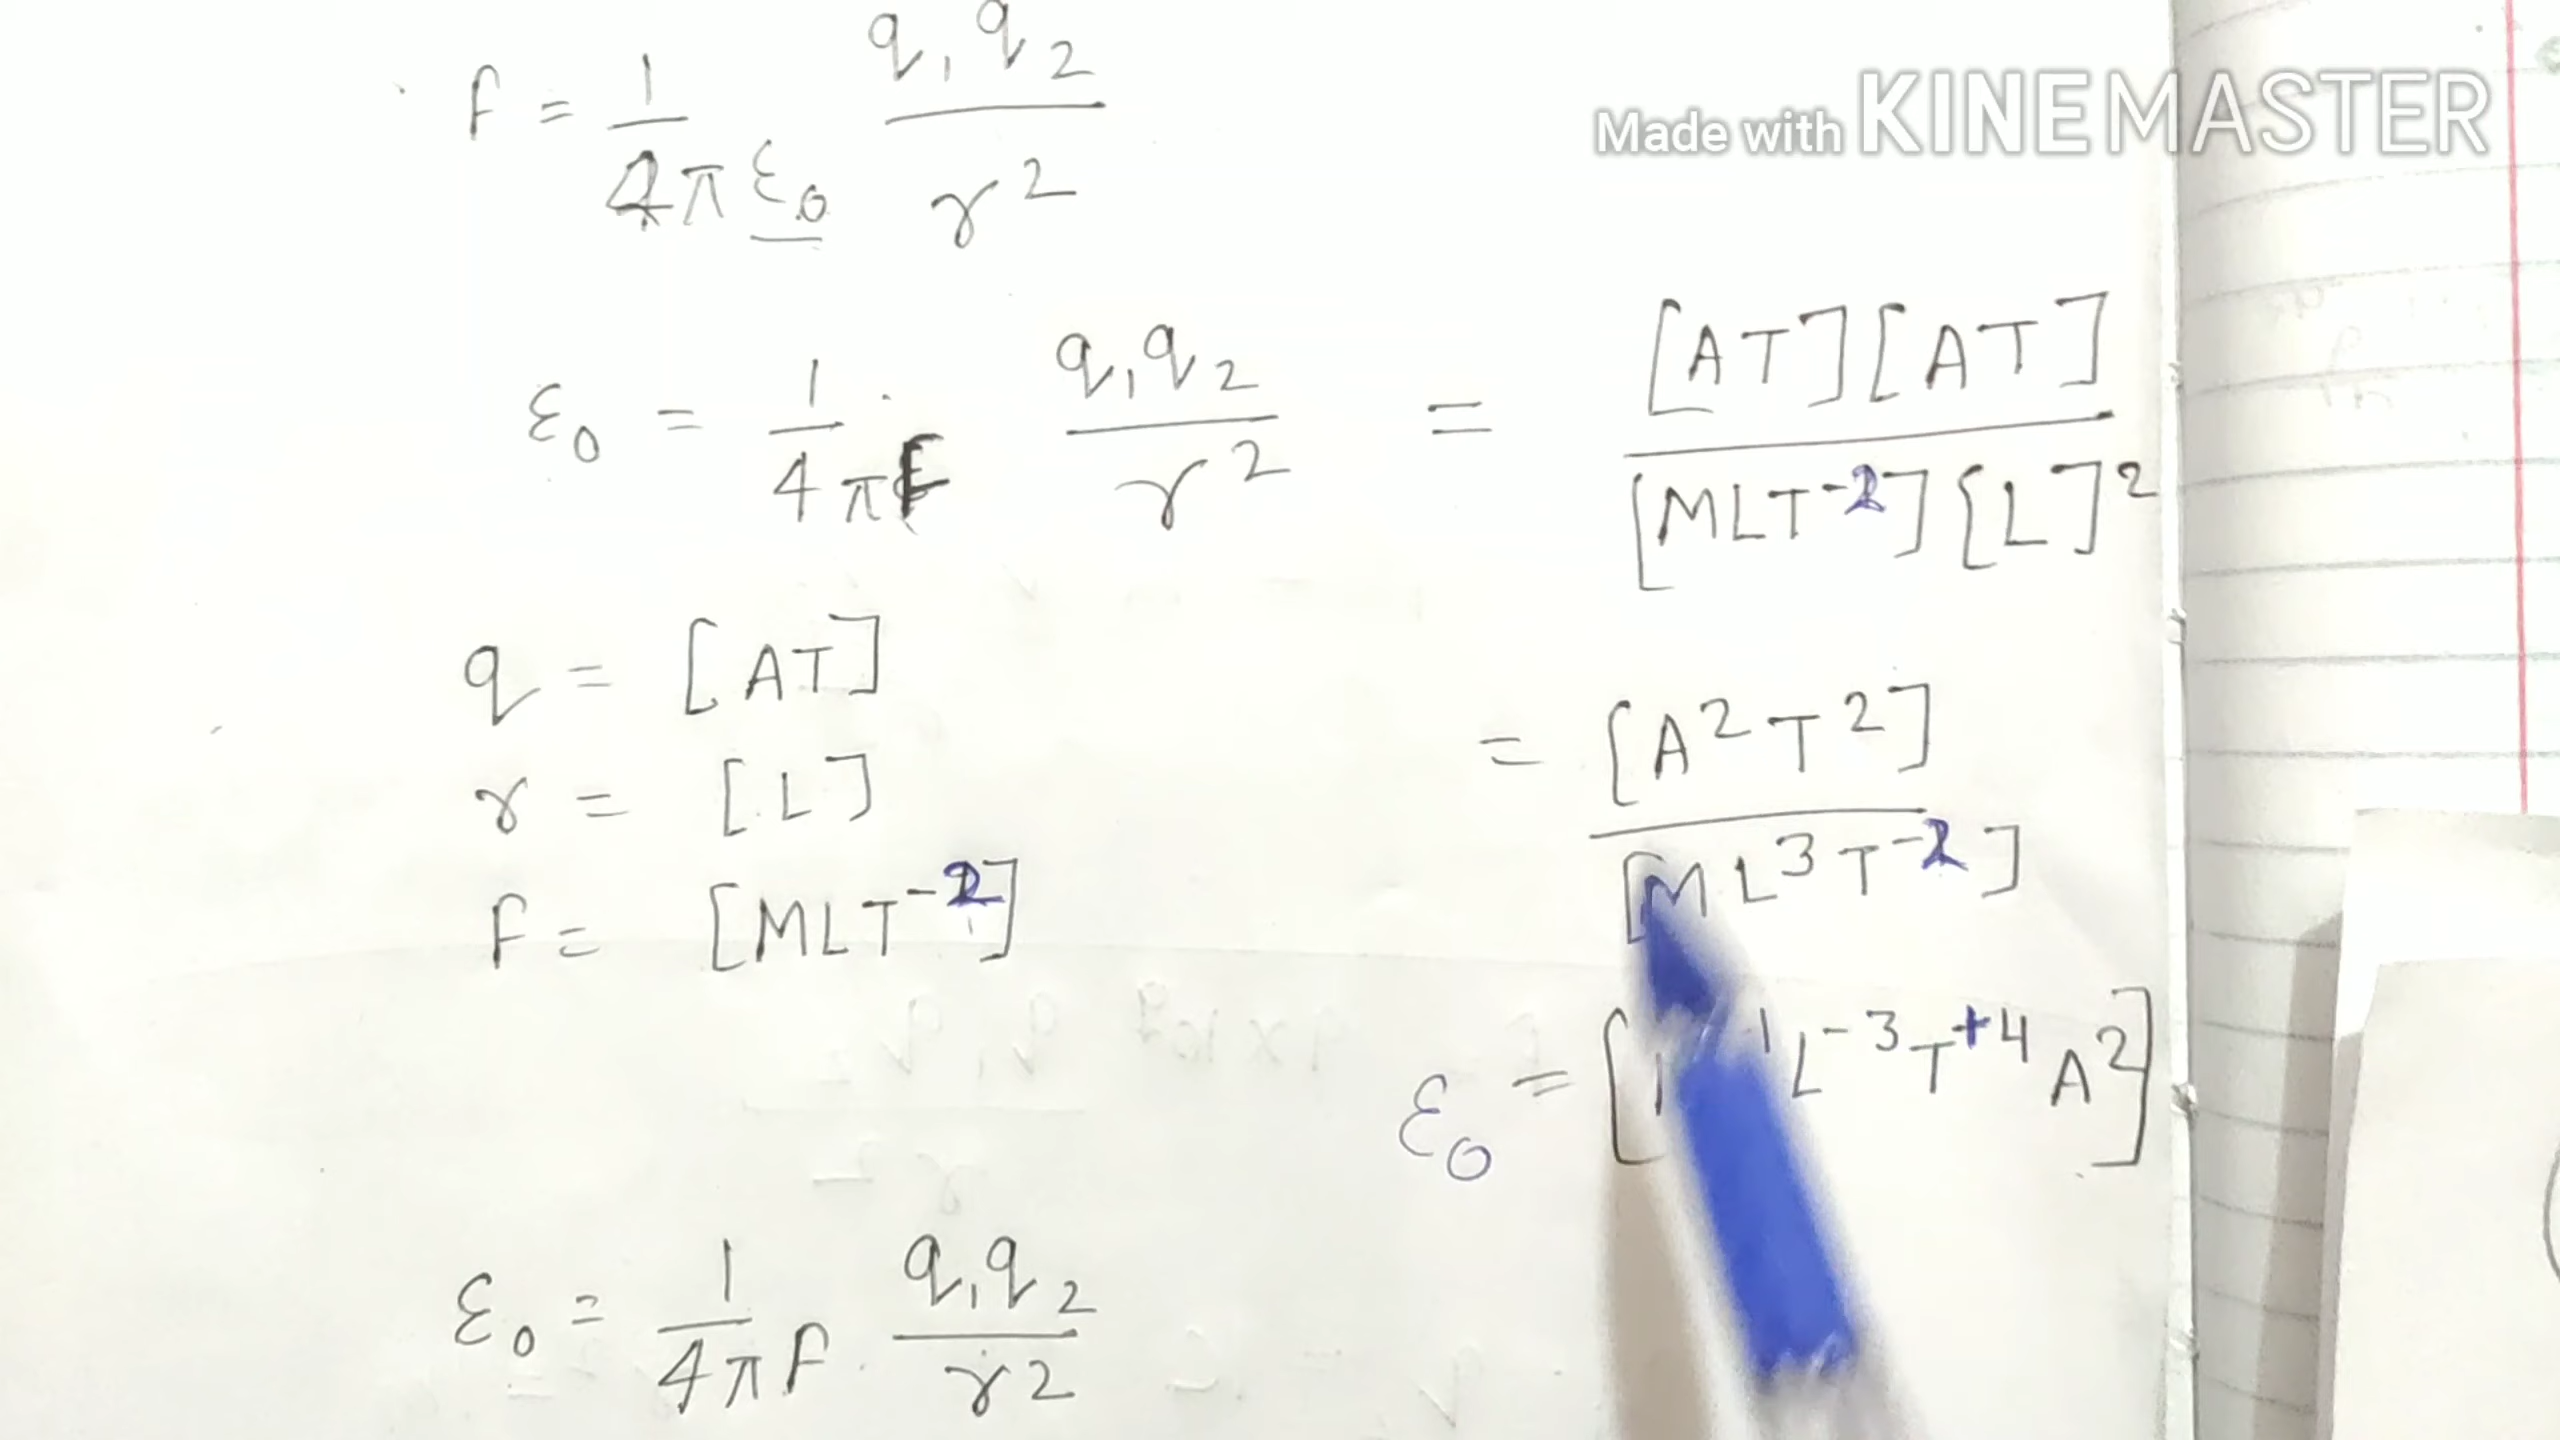 F = 1/4πε₀ q₁q₂/r²
Made with KINEMASTER
ε₀ = 1/4πF q₁q₂/r² = [AT][AT]/[MLT⁻²][L]²
q = [AT]
r = [L]
= [A²T²]/[ML³T⁻²]
F = [MLT⁻²]
ε₀ = [ ¹L⁻³T⁺⁴A²]
ε₀ = 1/4πF · q₁q₂/r²